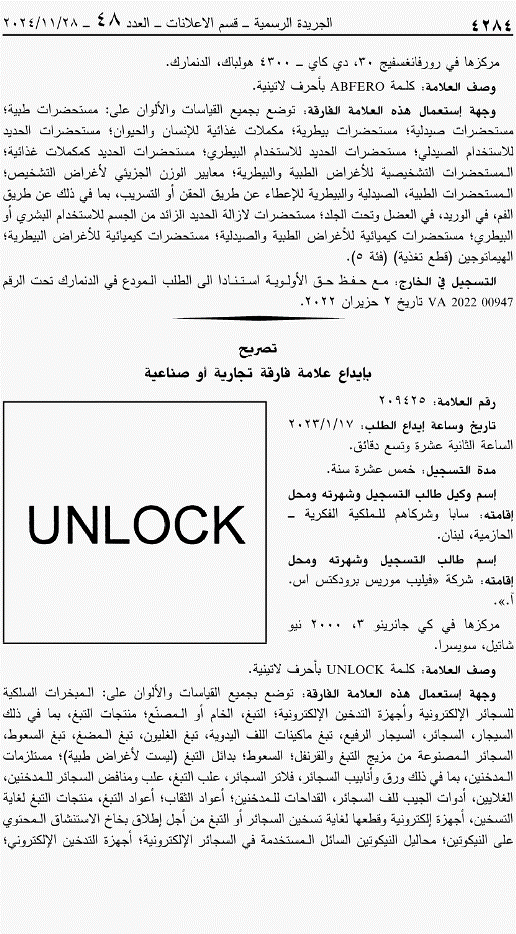 ٤٢٨٤ الجريدة الرسمية – قسم الاعلانات – العدد ٤٨ – ٢٠٢٤/١١/٢٨
مركزها في رورفانغسفيج ٣٠، دي كاي – ٤٣٠٠ هولباك، الدنمارك.
وصف العلامة: كلمة ABFERO بأحرف لاتينية.
وجهة إستعمال هذه العلامة الفارقة: توضع بجميع القياسات والألوان على: مستحضرات طبية؛
مستحضرات صيدلية؛ مستحضرات بيطرية؛ مكملات غذائية للإنسان والحيوان؛ مستحضرات الحديد
للاستخدام الصيدلي؛ مستحضرات الحديد للاستخدام البيطري؛ مستحضرات الحديد كمكملات غذائية؛
المستحضرات التشخيصية للأغراض الطبية والبيطرية؛ معايير الوزن الجزيئي لأغراض التشخيص؛
المستحضرات الطبية، الصيدلية والبيطرية للإعطاء عن طريق الحقن أو التسريب، بما في ذلك عن طريق
الفم، في الوريد، في العضل وتحت الجلد؛ مستحضرات لازالة الحديد الزائد من الجسم للاستخدام البشري أو
البيطري؛ مستحضرات كيميائية للأغراض الطبية والصيدلية؛ مستحضرات كيميائية للأغراض البيطرية؛
الهيماتوجين (قطع تغذية) (فئة ٥).
التسجيل في الخارج: مع حفظ حق الأولوية استنادا الى الطلب المودع في الدنمارك تحت الرقم
VA 2022 00947 تاريخ ٢ حزيران ٢٠٢٢.
تصريح
بإيداع علامة فارقة تجارية أو صناعية
رقم العلامة: ٢٠٩٤٢٥
تاريخ وساعة إيداع الطلب: ٢٠٢٣/١/١٧
الساعة الثانية عشرة وتسع دقائق.
مدة التسجيل: خمس عشرة سنة.
إسم وكيل طالب التسجيل وشهرته ومحل
إقامته: سابا وشركاهم للملكية الفكرية –
الحازمية، لبنان.
إسم طالب التسجيل وشهرته ومحل
إقامته: شركة «فيليب موريس برودكتس اس.
أ.».
مركزها في كي جانرينو ٣، ٢٠٠٠ نيو
شاتيل، سويسرا.
UNLOCK
وصف العلامة: كلمة UNLOCK بأحرف لاتينية.
وجهة إستعمال هذه العلامة الفارقة: توضع بجميع القياسات والألوان على: المبخرات السلكية
للسجائر الإلكترونية وأجهزة التدخين الإلكترونية؛ التبغ، الخام أو المصنّع؛ منتجات التبغ، بما في ذلك
السيجار، السجائر، السيجار الرفيع، تبغ ماكينات اللف اليدوية، تبغ الغليون، تبغ المضغ، تبغ السعوط،
السجائر المصنوعة من مزيج التبغ والقرنفل؛ السعوط؛ بدائل التبغ (ليست لأغراض طبية)؛ مستلزمات
المدخنين، بما في ذلك ورق وأنابيب السجائر، فلاتر السجائر، علب التبغ، علب ومنافض السجائر للمدخنين،
الغلايين، أدوات الجيب للف السجائر، القداحات للمدخنين؛ أعواد الثقاب؛ أعواد التبغ، منتجات التبغ لغاية
التسخين، أجهزة إلكترونية وقطعها لغاية تسخين السجائر أو التبغ من أجل إطلاق بخاخ الاستنشاق المحتوي
على النيكوتين؛ محاليل النيكوتين السائل المستخدمة في السجائر الإلكترونية؛ أجهزة التدخين الإلكتروني؛